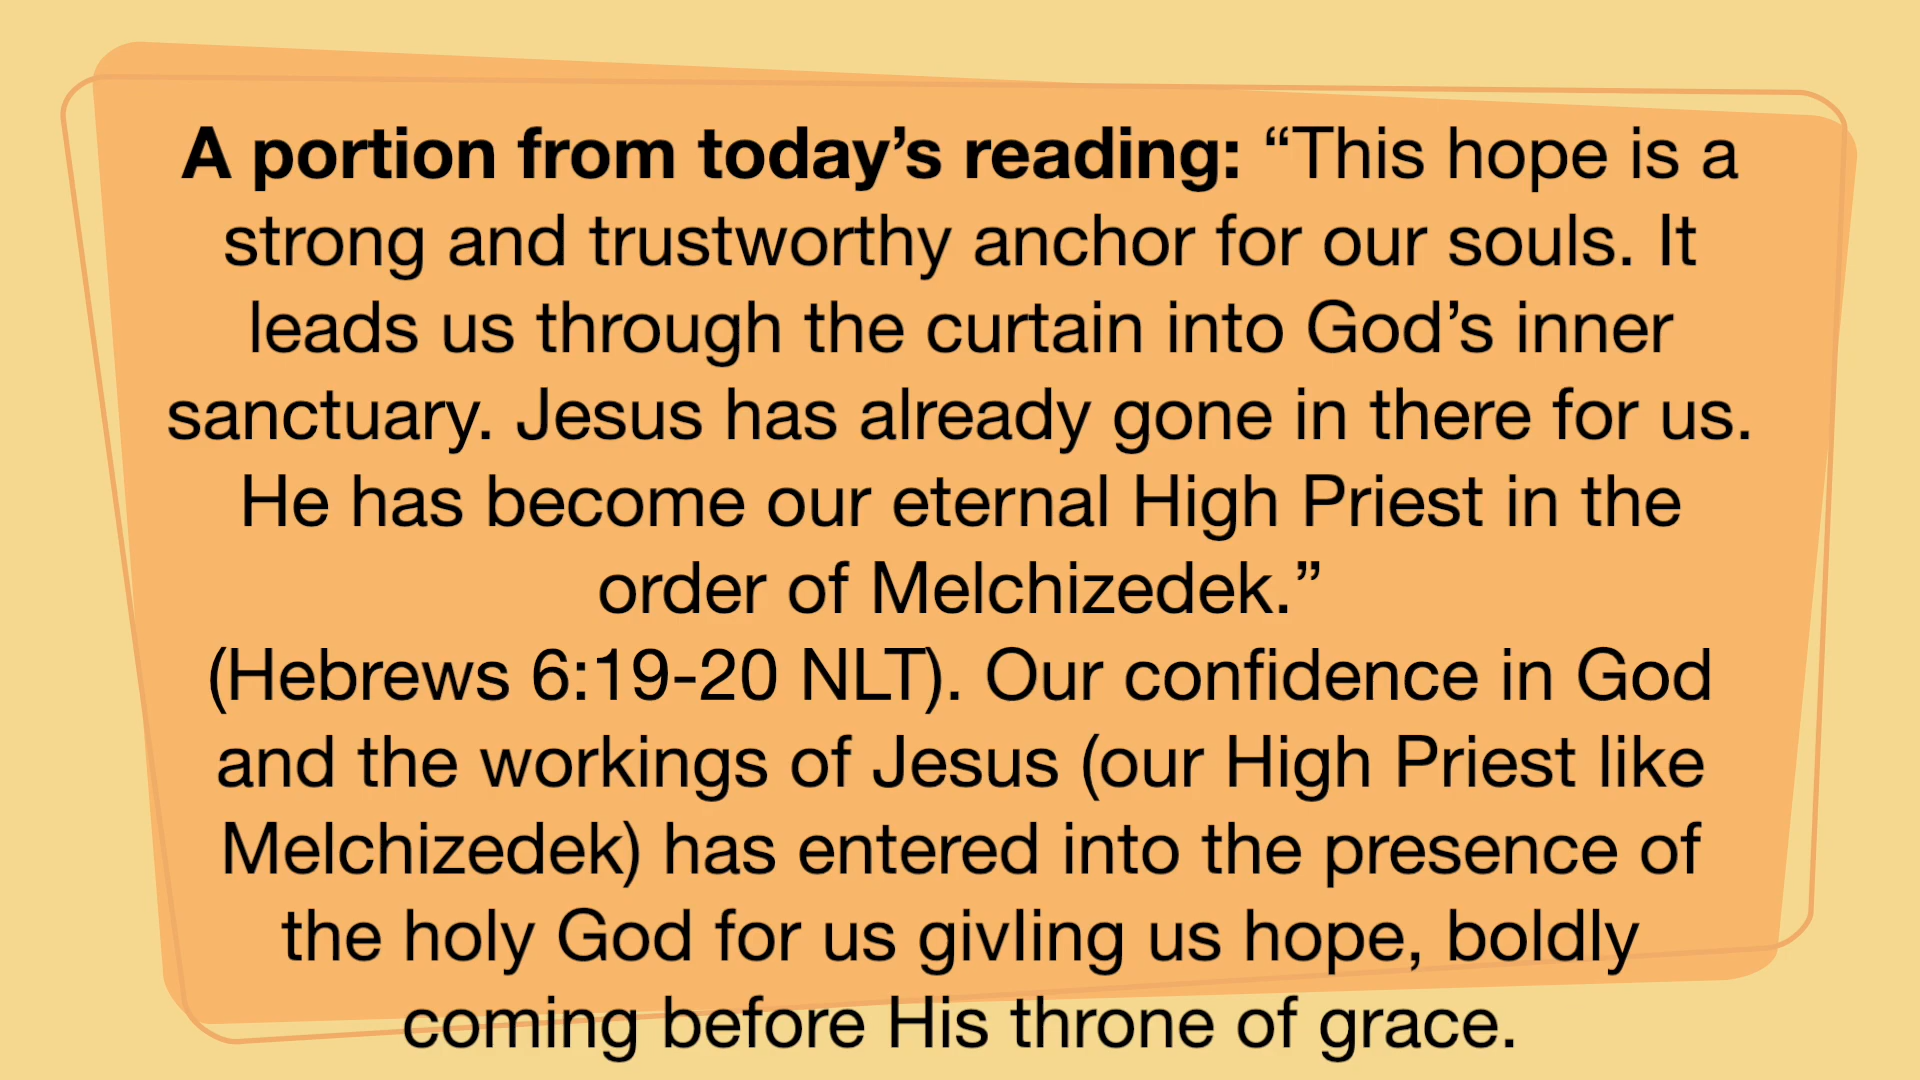 A portion from today’s reading: “This hope is a
strong and trustworthy anchor for our souls. It
leads us through the curtain into God’s inner
sanctuary. Jesus has already gone in there for us.
He has become our eternal High Priest in the
order of Melchizedek.”
(Hebrews 6:19-20 NLT). Our confidence in God
and the workings of Jesus (our High Priest like
Melchizedek) has entered into the presence of
the holy God for us givling us hope, boldly
coming before His throne of grace.